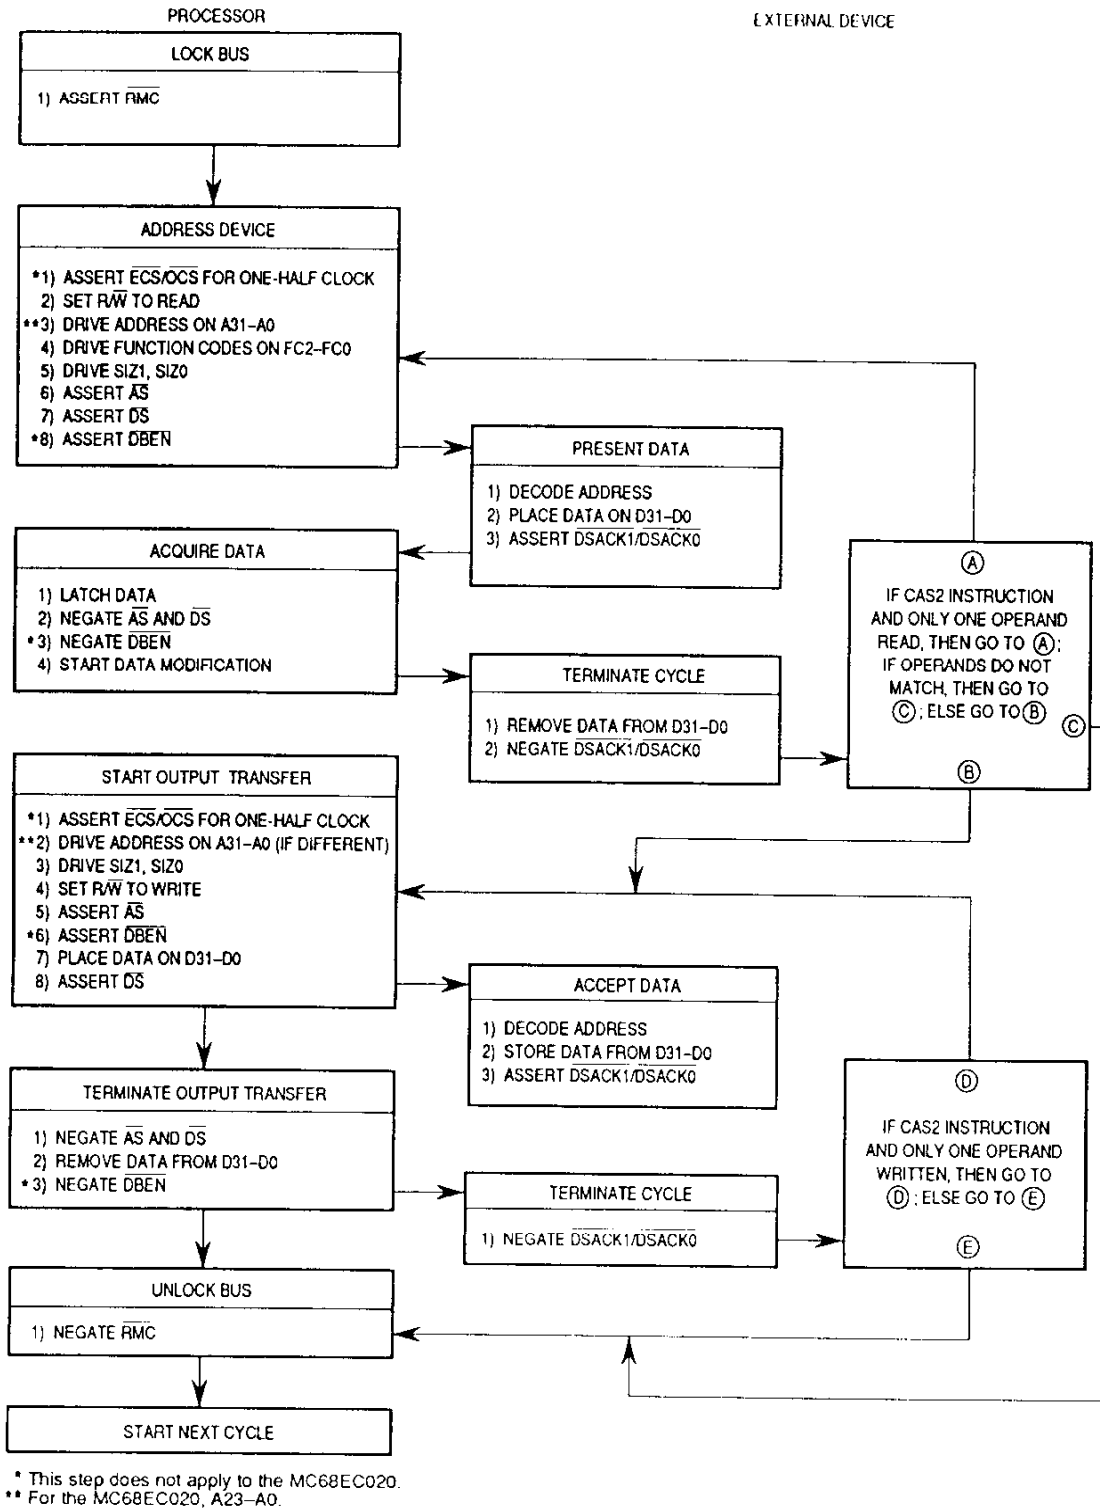 PROCESSOR
EXTERNAL DEVICE
LOCK BUS
1) ASSERT RMC
ADDRESS DEVICE
*1) ASSERT ECS/OCS FOR ONE-HALF CLOCK
2) SET R/W TO READ
**3) DRIVE ADDRESS ON A31–A0
4) DRIVE FUNCTION CODES ON FC2–FC0
5) DRIVE SIZ1, SIZ0
6) ASSERT AS
7) ASSERT DS
*8) ASSERT DBEN
PRESENT DATA
1) DECODE ADDRESS
2) PLACE DATA ON D31–D0
3) ASSERT DSACK1/DSACK0
ACQUIRE DATA
1) LATCH DATA
2) NEGATE AS AND DS
*3) NEGATE DBEN
4) START DATA MODIFICATION
TERMINATE CYCLE
1) REMOVE DATA FROM D31–D0
2) NEGATE DSACK1/DSACK0
A
IF CAS2 INSTRUCTION
AND ONLY ONE OPERAND
READ, THEN GO TO A;
IF OPERANDS DO NOT
MATCH, THEN GO TO
C; ELSE GO TO B
C
B
START OUTPUT TRANSFER
*1) ASSERT ECS/OCS FOR ONE-HALF CLOCK
**2) DRIVE ADDRESS ON A31–A0 (IF DIFFERENT)
3) DRIVE SIZ1, SIZ0
4) SET R/W TO WRITE
5) ASSERT AS
*6) ASSERT DBEN
7) PLACE DATA ON D31–D0
8) ASSERT DS
ACCEPT DATA
1) DECODE ADDRESS
2) STORE DATA FROM D31–D0
3) ASSERT DSACK1/DSACK0
TERMINATE OUTPUT TRANSFER
1) NEGATE AS AND DS
2) REMOVE DATA FROM D31–D0
*3) NEGATE DBEN
TERMINATE CYCLE
1) NEGATE DSACK1/DSACK0
D
IF CAS2 INSTRUCTION
AND ONLY ONE OPERAND
WRITTEN, THEN GO TO
D; ELSE GO TO E
E
UNLOCK BUS
1) NEGATE RMC
START NEXT CYCLE
* This step does not apply to the MC68EC020.
** For the MC68EC020, A23–A0.